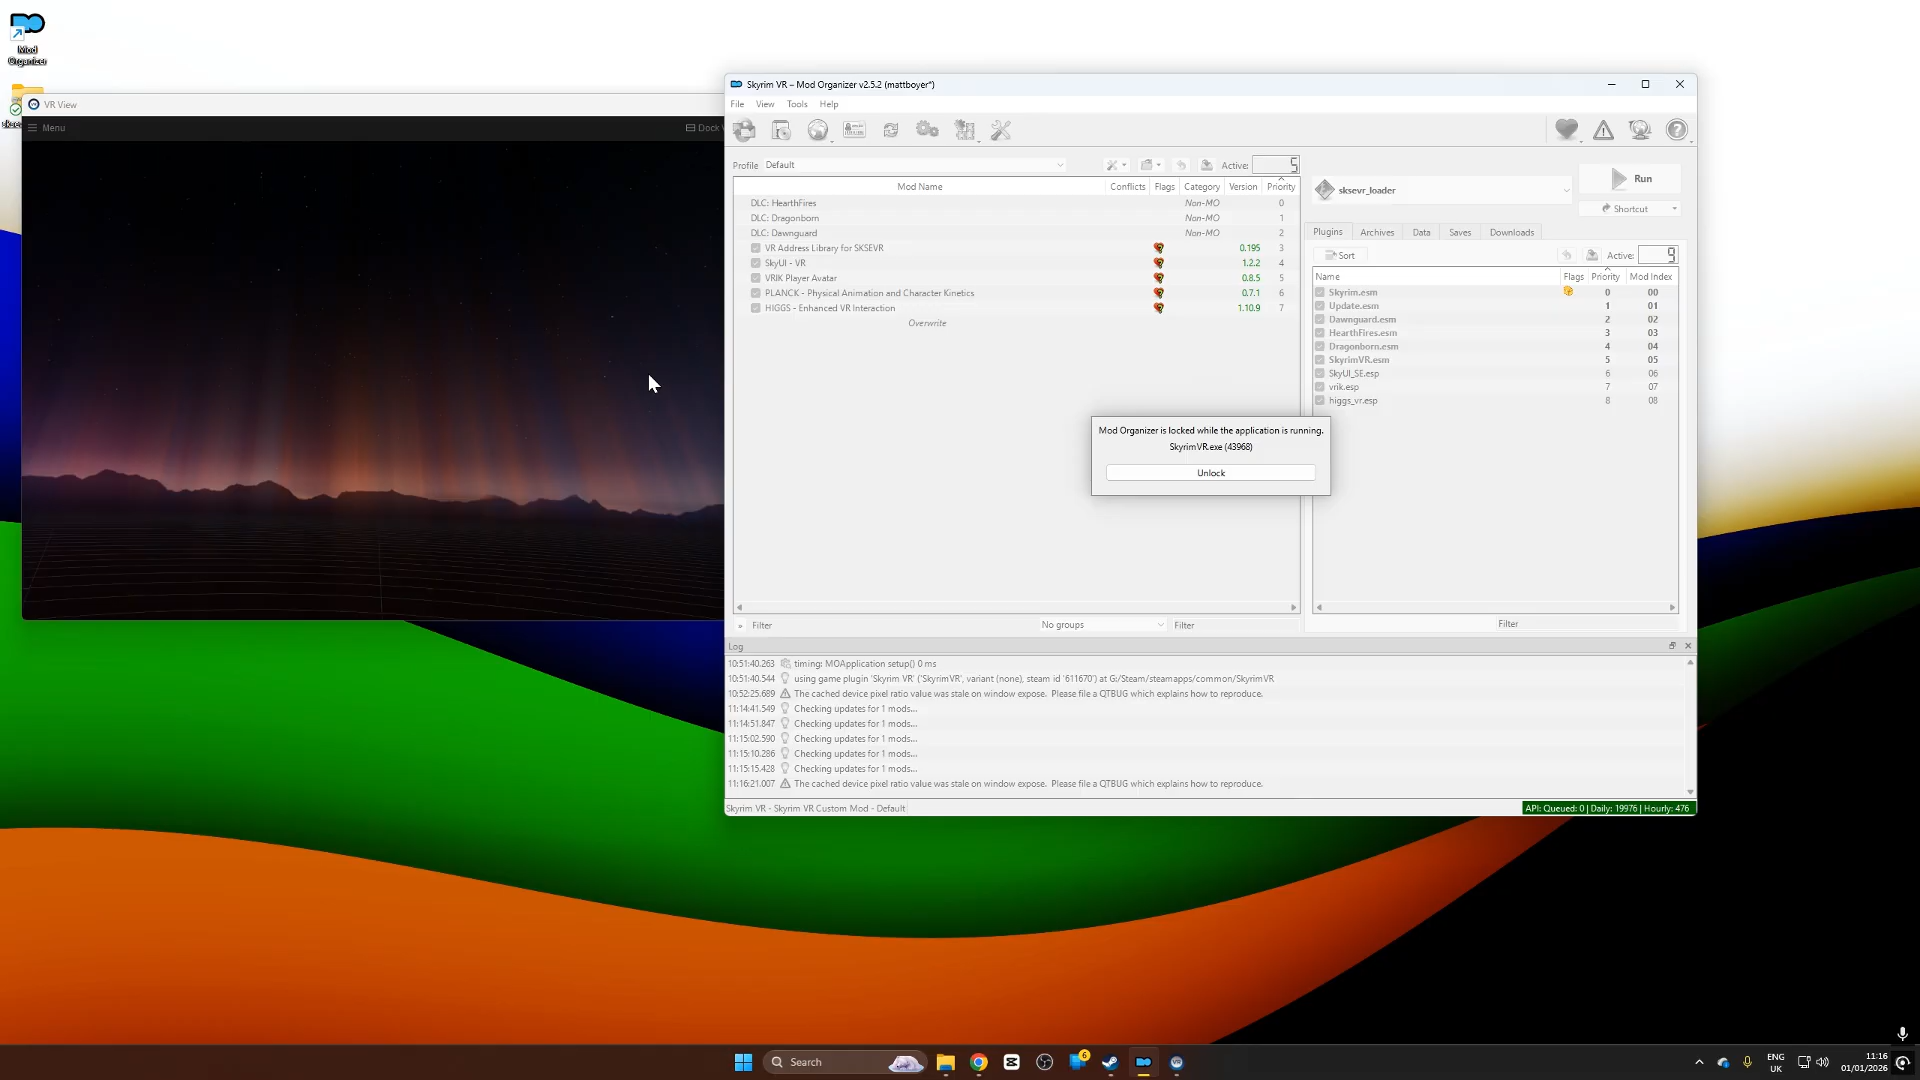 Mod
Organizer
VR View
Menu
Dock
Skyrim VR – Mod Organizer v2.5.2 (mattboyer*)
File View Tools Help
Profile Default Active: 5
Mod Name Conflicts Flags Category Version Priority
DLC: HearthFires Non-MO 0
DLC: Dragonborn Non-MO 1
DLC: Dawnguard Non-MO 2
VR Address Library for SKSEVR 0.195 3
SkyUI - VR 1.2.2 4
VRIK Player Avatar 0.8.5 5
PLANCK - Physical Animation and Character Kinetics 0.7.1 6
HIGGS - Enhanced VR Interaction 1.10.9 7
Overwrite
» Filter No groups Filter
sksevr_loader
Run
Shortcut
Plugins Archives Data Saves Downloads
Sort Active: 9
Name Flags Priority Mod Index
Skyrim.esm 0 00
Update.esm 1 01
Dawnguard.esm 2 02
HearthFires.esm 3 03
Dragonborn.esm 4 04
SkyrimVR.esm 5 05
SkyUI_SE.esp 6 06
vrik.esp 7 07
higgs_vr.esp 8 08
Filter
Mod Organizer is locked while the application is running.
SkyrimVR.exe (43968)
Unlock
Log
10:51:40.263 timing: MOApplication setup() 0 ms
10:51:40.544 using game plugin 'Skyrim VR' ('SkyrimVR', variant (none), steam id '611670') at G:/Steam/steamapps/common/SkyrimVR
10:52:25.689 The cached device pixel ratio value was stale on window expose. Please file a QTBUG which explains how to reproduce.
11:14:41.549 Checking updates for 1 mods...
11:14:51.847 Checking updates for 1 mods...
11:15:02.590 Checking updates for 1 mods...
11:15:10.286 Checking updates for 1 mods...
11:15:15.428 Checking updates for 1 mods...
11:16:21.007 The cached device pixel ratio value was stale on window expose. Please file a QTBUG which explains how to reproduce.
Skyrim VR - Skyrim VR Custom Mod - Default
API: Queued: 0 | Daily: 19976 | Hourly: 476
Search
6
ENG
UK
11:16
01/01/2026